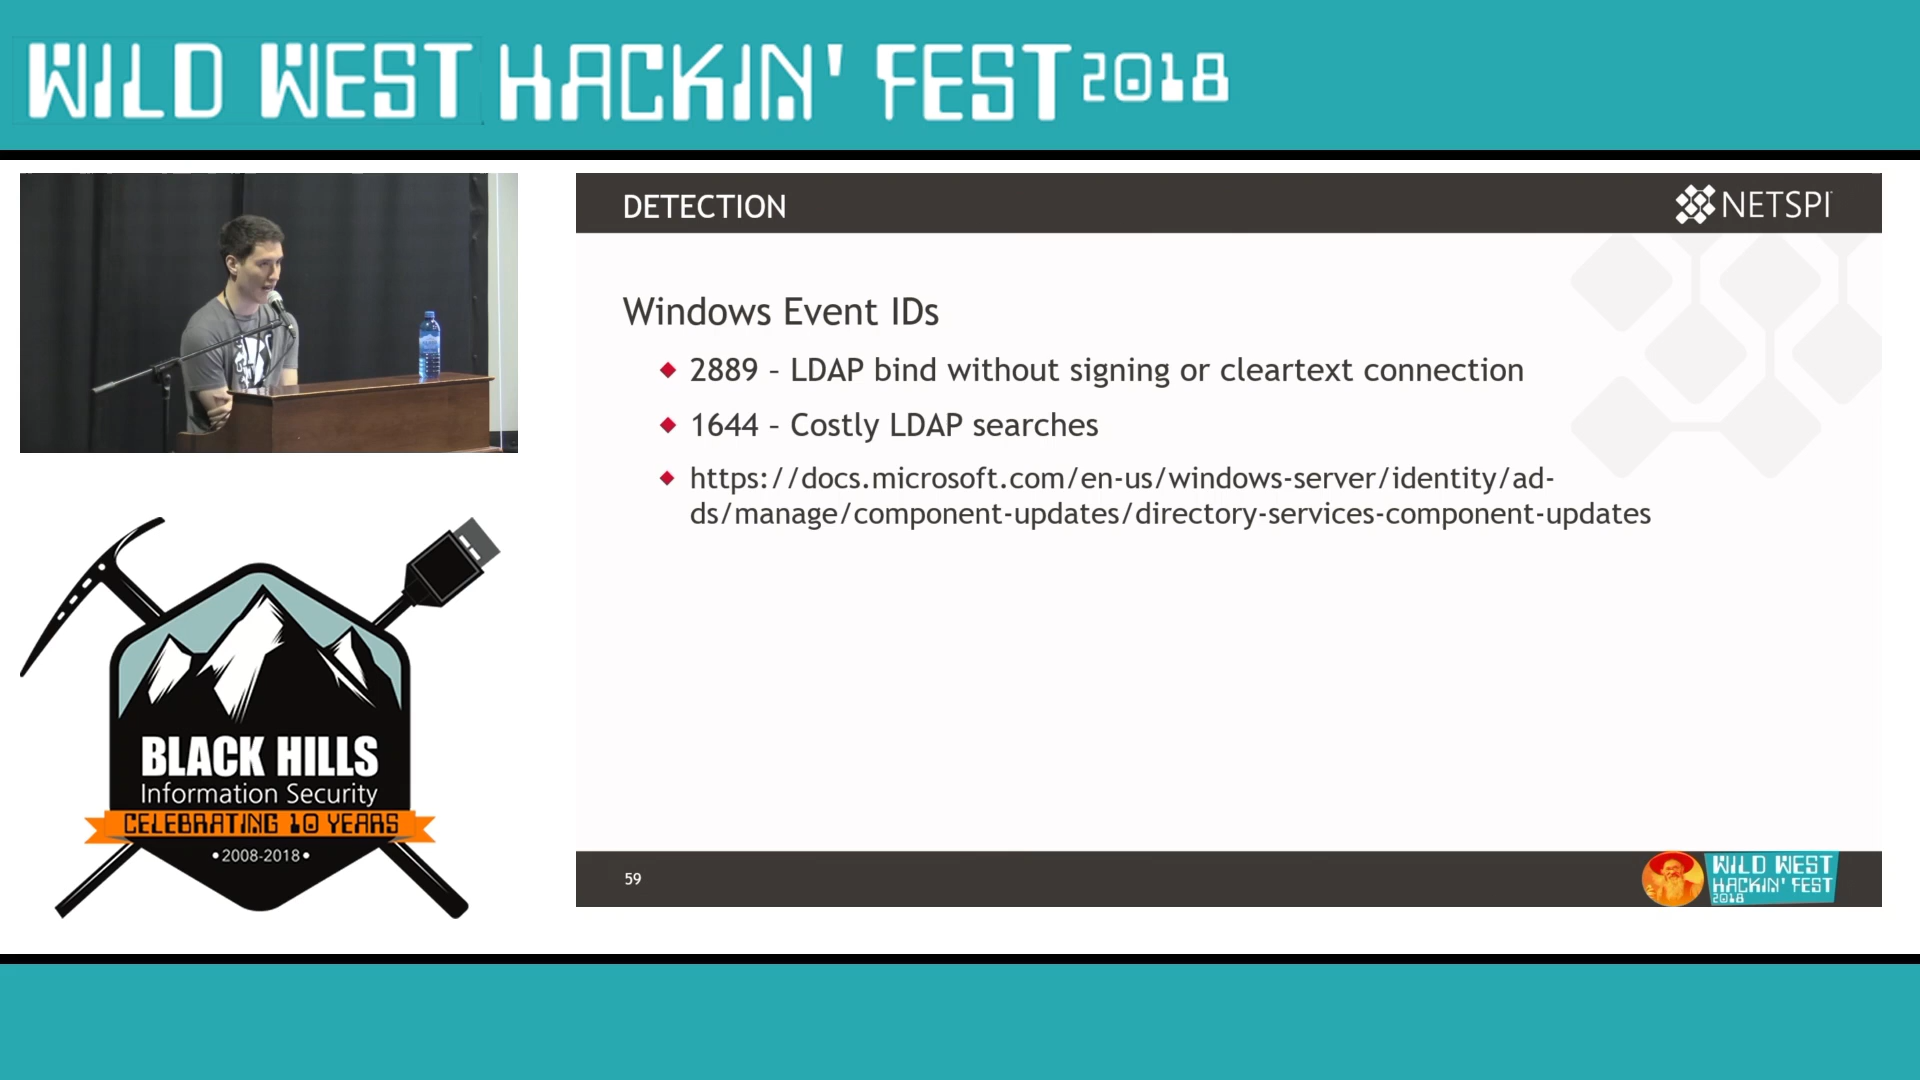 WILD WEST HACKIN' FEST 2018
DETECTION
NETSPI
Windows Event IDs
2889 – LDAP bind without signing or cleartext connection
1644 – Costly LDAP searches
https://docs.microsoft.com/en-us/windows-server/identity/ad-
ds/manage/component-updates/directory-services-component-updates
BLACK HILLS
Information Security
CELEBRATING 10 YEARS
•2008-2018•
59
WILD WEST
HACKIN' FEST
2018